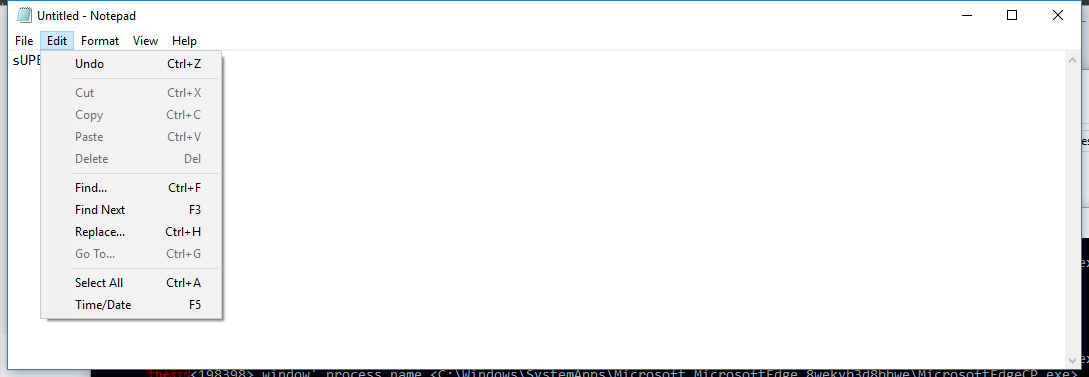 Untitled - Notepad
File Edit Format View Help
sUPE
Undo Ctrl+Z
Cut Ctrl+X
Copy Ctrl+C
Paste Ctrl+V
Delete Del
Find... Ctrl+F
Find Next F3
Replace... Ctrl+H
Go To... Ctrl+G
Select All Ctrl+A
Time/Date F5
thesis<198398> window' process name <C:\Windows\SystemApps\Microsoft.MicrosoftEdge_8wekyb3d8bbwe\MicrosoftEdgeCP.exe>